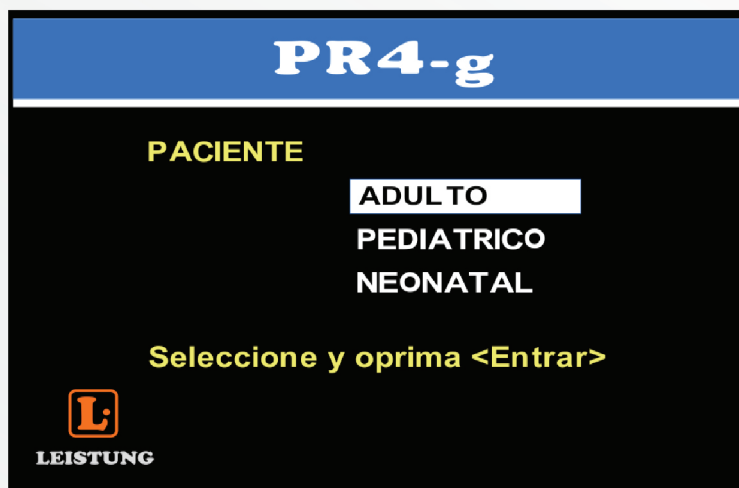 PR4-g
PACIENTE
ADULTO
PEDIATRICO
NEONATAL
Seleccione y oprima <Entrar>
L
LEISTUNG